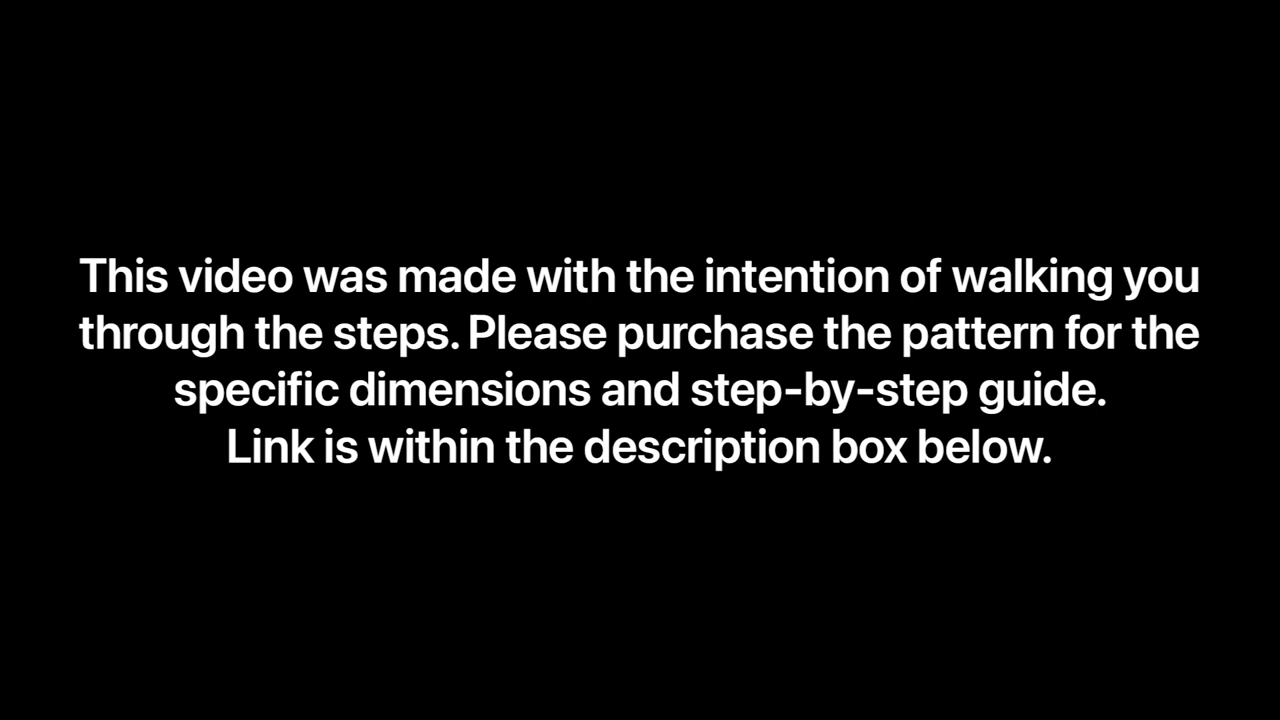 This video was made with the intention of walking you
through the steps. Please purchase the pattern for the
specific dimensions and step-by-step guide.
Link is within the description box below.